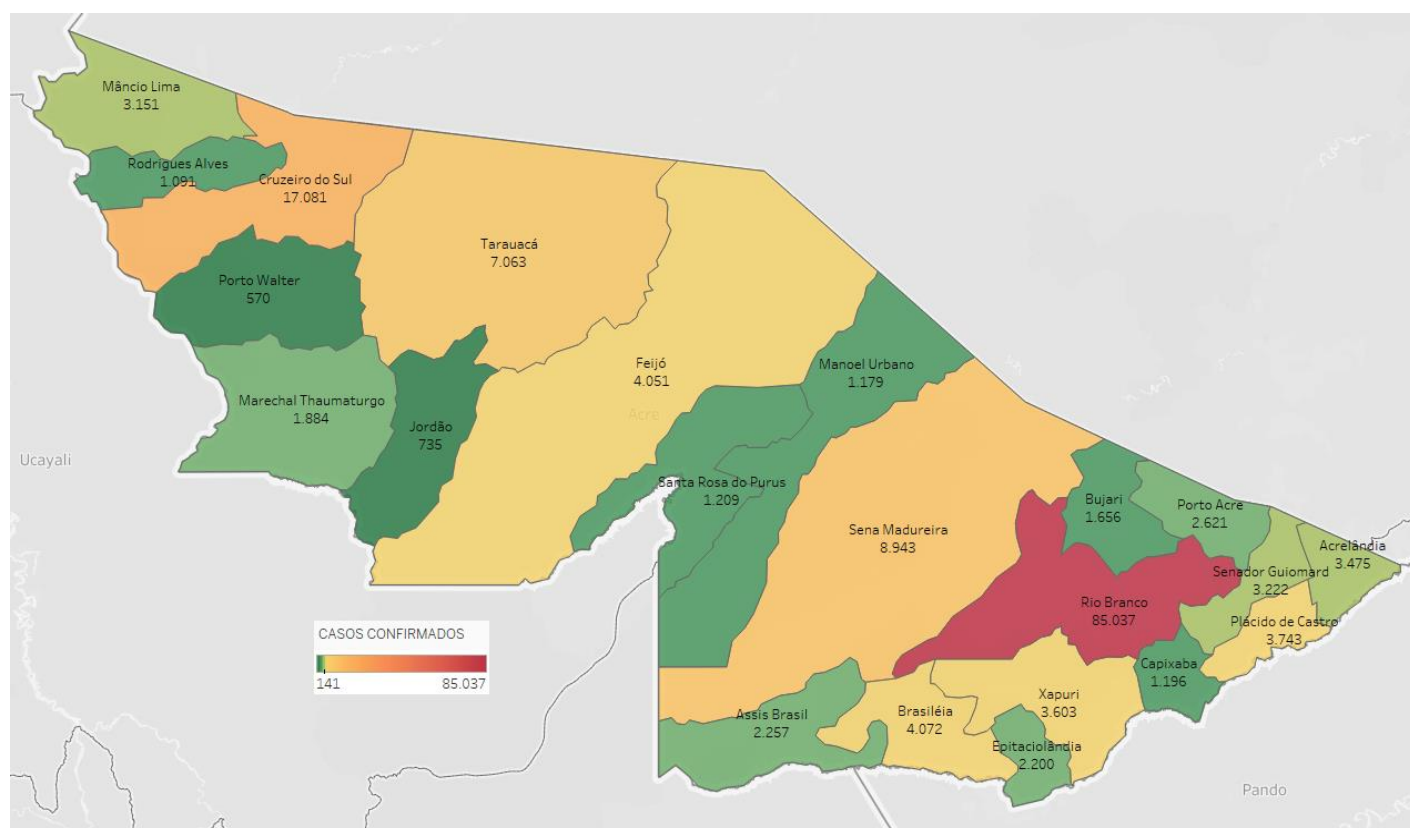 Mâncio Lima
3.151
Rodrigues Alves
1.091
Cruzeiro do Sul
17.081
Tarauacá
7.063
Porto Walter
570
Feijó
4.051
Manoel Urbano
1.179
Marechal Thaumaturgo
1.884
Jordão
735
Acre
Ucayali
Santa Rosa do Purus
1.209
Sena Madureira
8.943
Bujari
1.656
Porto Acre
2.621
Acrelândia
3.475
Senador Guiomard
3.222
Rio Branco
85.037
Plácido de Castro
3.743
CASOS CONFIRMADOS
141 85.037
Capixaba
1.196
Xapuri
3.603
Assis Brasil
2.257
Brasiléia
4.072
Epitaciolândia
2.200
Pando